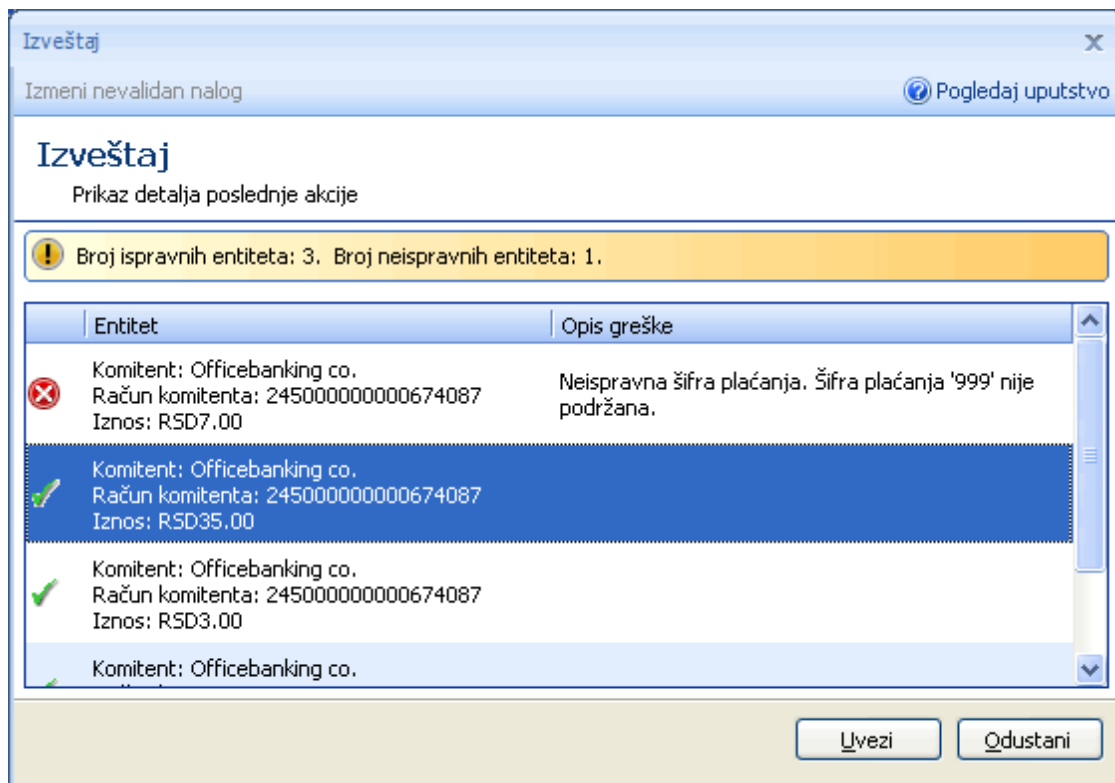 Izveštaj
Izmeni nevalidan nalog
Pogledaj uputstvo
Izveštaj
Prikaz detalja poslednje akcije
Broj ispravnih entiteta: 3.  Broj neispravnih entiteta: 1.
Entitet
Opis greške
Komitent: Officebanking co.
Račun komitenta: 245000000000674087
Iznos: RSD7.00
Neispravna šifra plaćanja. Šifra plaćanja '999' nije
podržana.
Komitent: Officebanking co.
Račun komitenta: 245000000000674087
Iznos: RSD35.00
Komitent: Officebanking co.
Račun komitenta: 245000000000674087
Iznos: RSD3.00
Komitent: Officebanking co.
Uvezi
Odustani